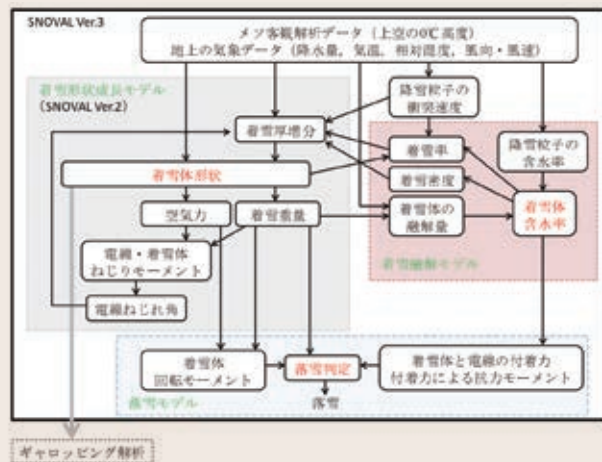 SNOVAL Ver.3
メソ客観解析データ（上空の0℃高度）
地上の気象データ（降水量，気温，相対湿度，風向・風速）
着雪形状成長モデル
(SNOVAL Ver.2)
降雪粒子の
衝突速度
着雪厚増分
着雪率
降雪粒子の
含水率
着雪体形状
着雪密度
空気力
着雪重量
着雪体の
融解量
着雪体
含水率
電線・着雪体
ねじりモーメント
着雪融解モデル
電線ねじれ角
着雪体
回転モーメント
落雪判定
着雪体と電線の付着力
付着力による抗力モーメント
落雪モデル
落雪
ギャロッピング解析